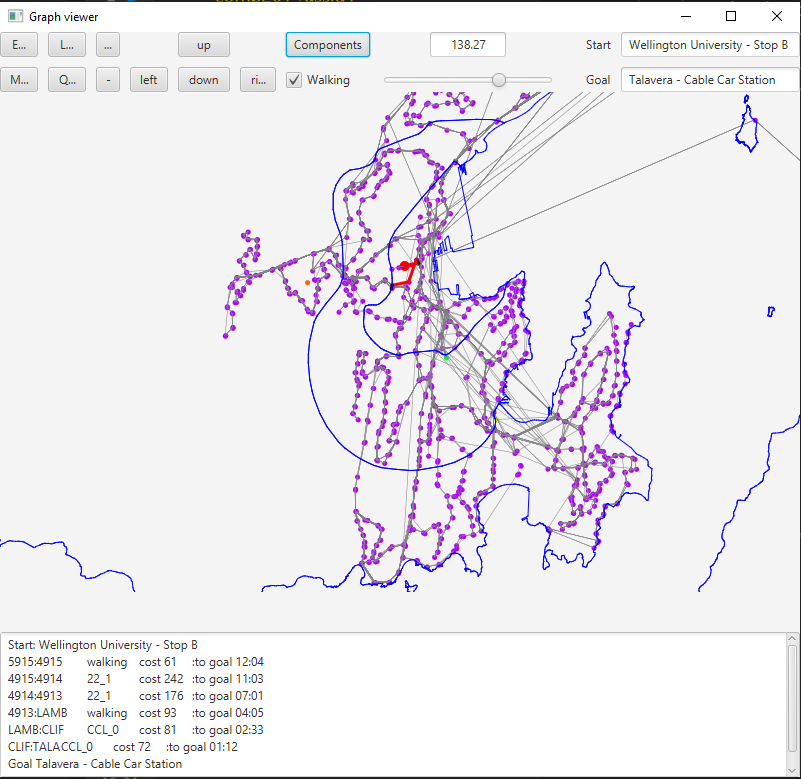 Graph viewer
E... L... ... up Components 138.27 Start Wellington University - Stop B
M... Q... - left down ri... Walking Goal Talavera - Cable Car Station
Start: Wellington University - Stop B
5915:4915 walking cost 61 :to goal 12:04
4915:4914 22_1 cost 242 :to goal 11:03
4914:4913 22_1 cost 176 :to goal 07:01
4913:LAMB walking cost 93 :to goal 04:05
LAMB:CLIF CCL_0 cost 81 :to goal 02:33
CLIF:TALACCL_0 cost 72 :to goal 01:12
Goal Talavera - Cable Car Station